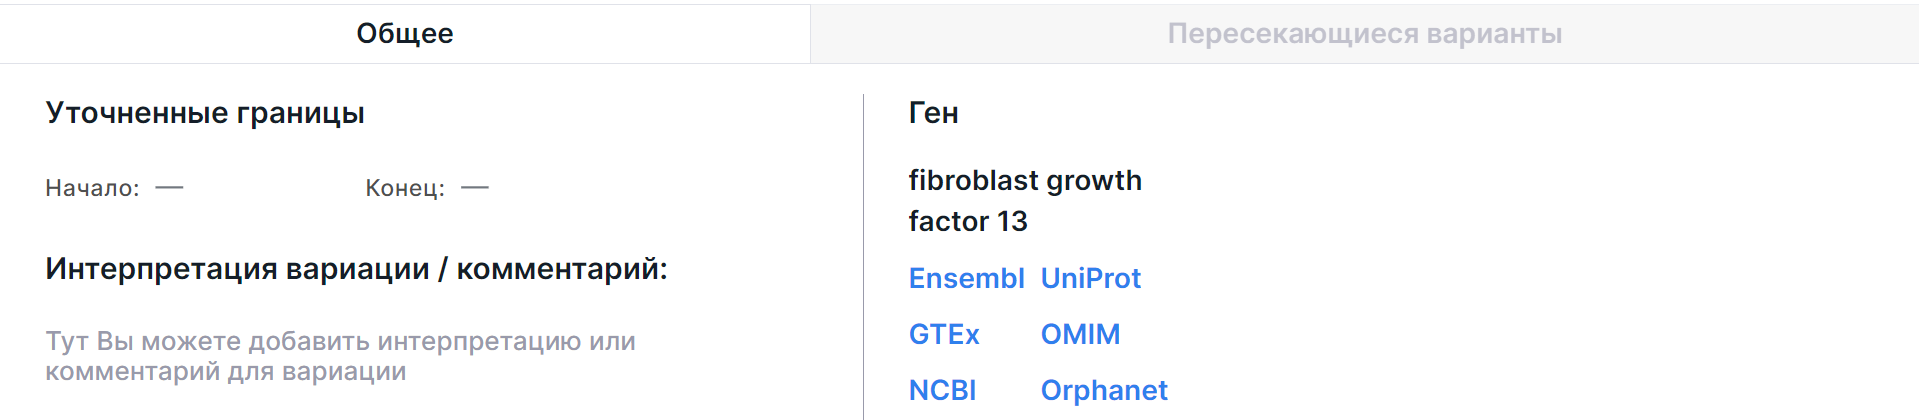 Общее
Пересекающиеся варианты
Уточненные границы
Начало: —
Конец: —
Интерпретация вариации / комментарий:
Тут Вы можете добавить интерпретацию или
комментарий для вариации
Ген
fibroblast growth
factor 13
Ensembl UniProt
GTEx OMIM
NCBI Orphanet